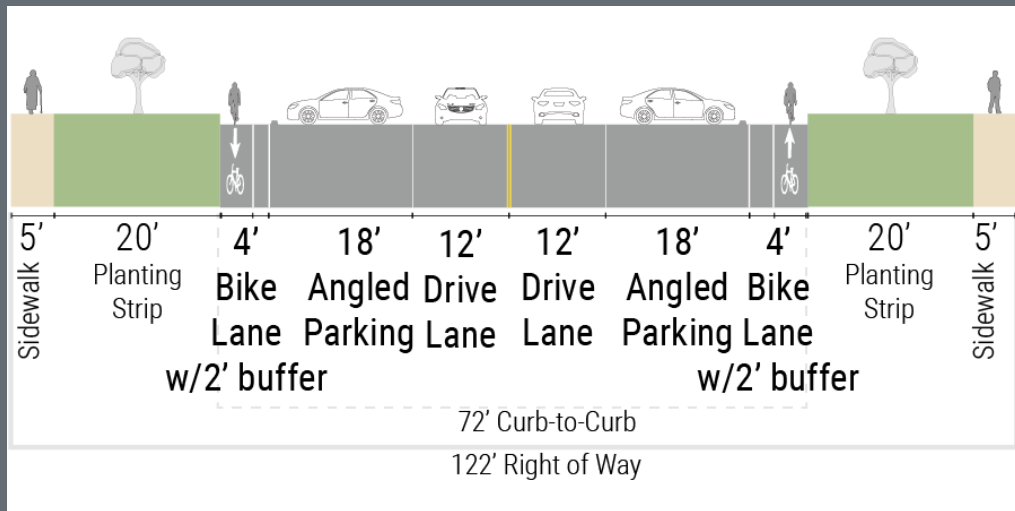 5’
20’
4’
18’
12’
12’
18’
4’
20’
5’
Sidewalk
Planting
Strip
Bike
Lane
w/2’ buffer
Angled
Parking
Drive
Lane
Drive
Lane
Angled
Parking
Bike
Lane
w/2’ buffer
Planting
Strip
Sidewalk
72’ Curb-to-Curb
122’ Right of Way